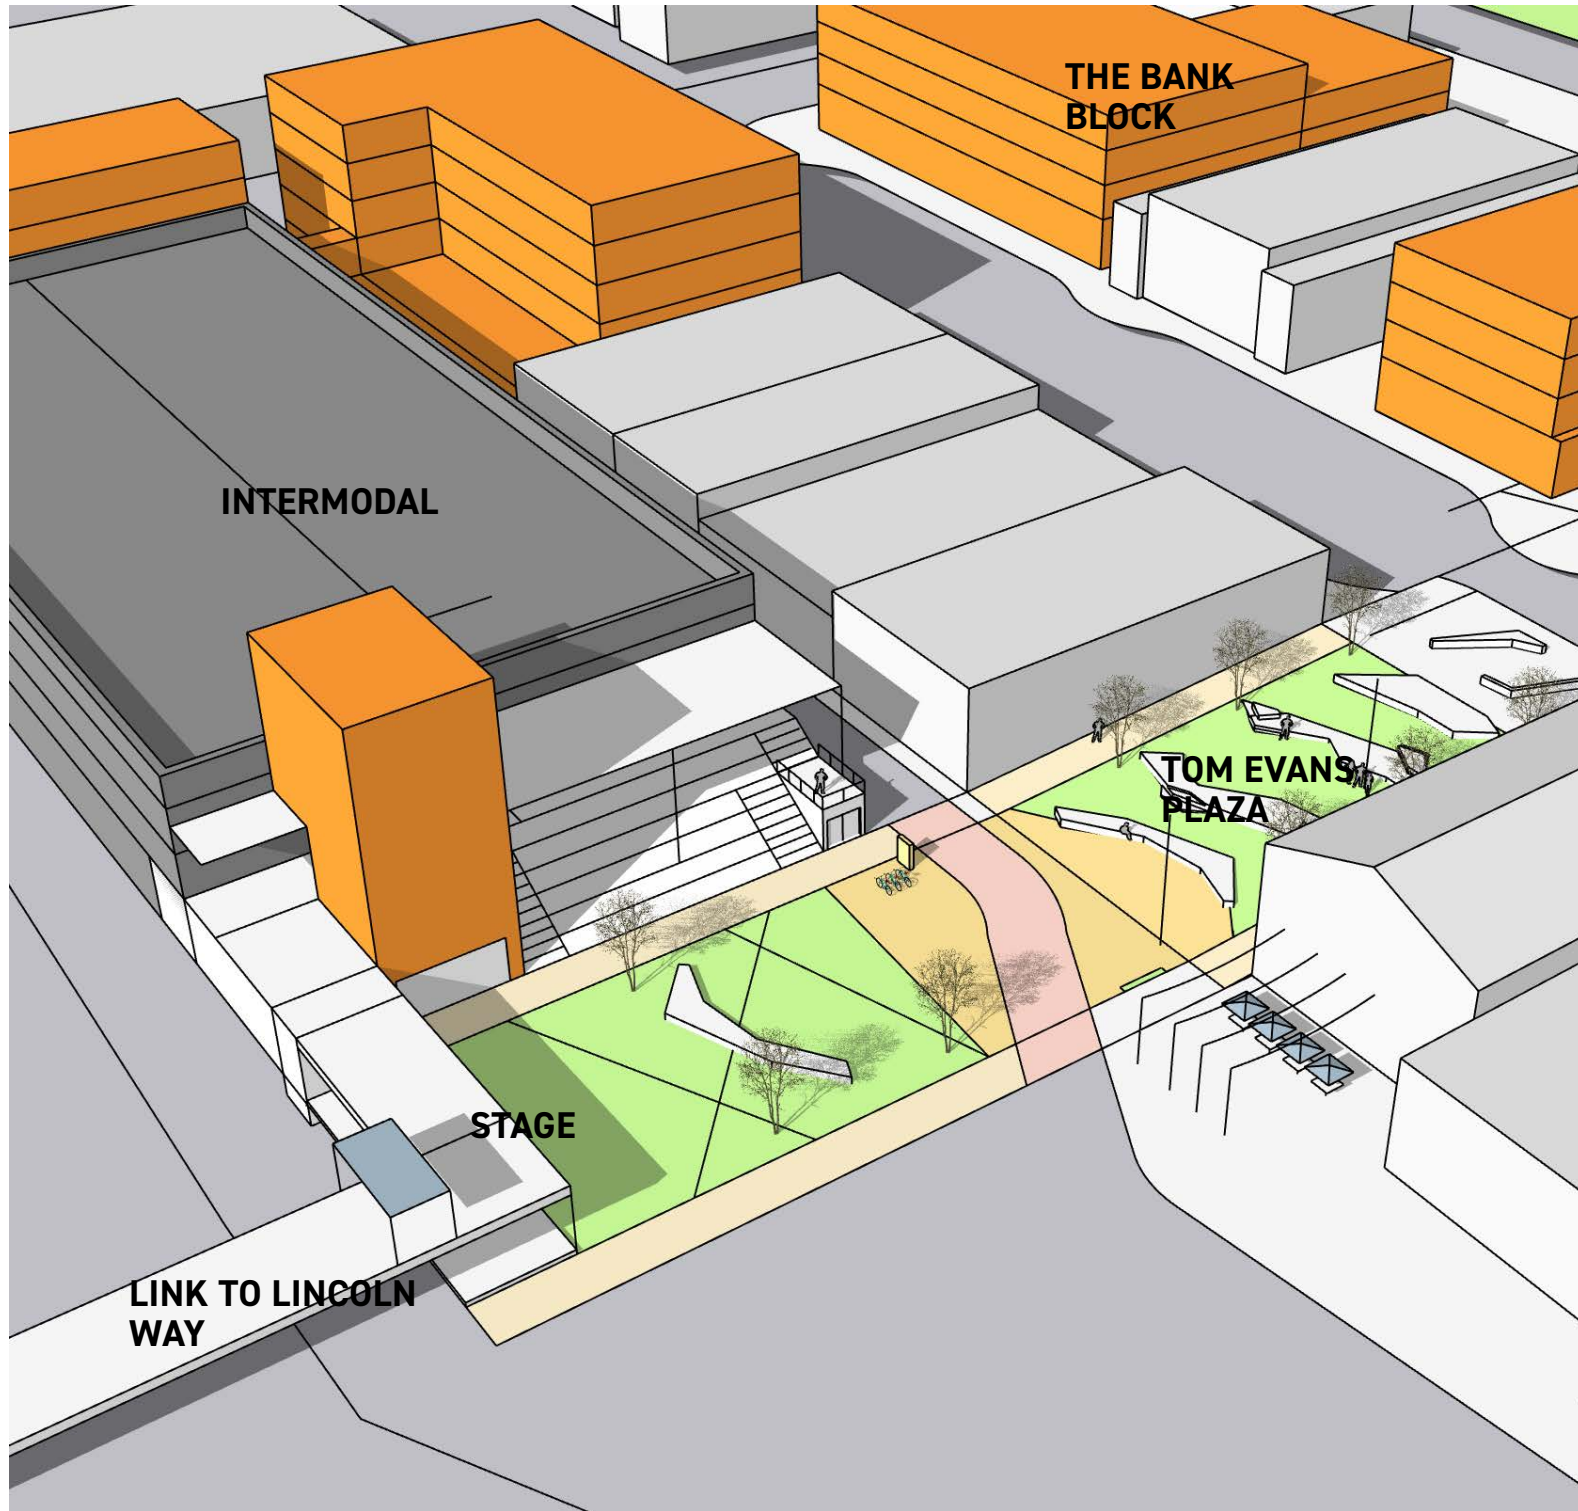 THE BANK
BLOCK
INTERMODAL
TOM EVANS
PLAZA
STAGE
LINK TO LINCOLN
WAY